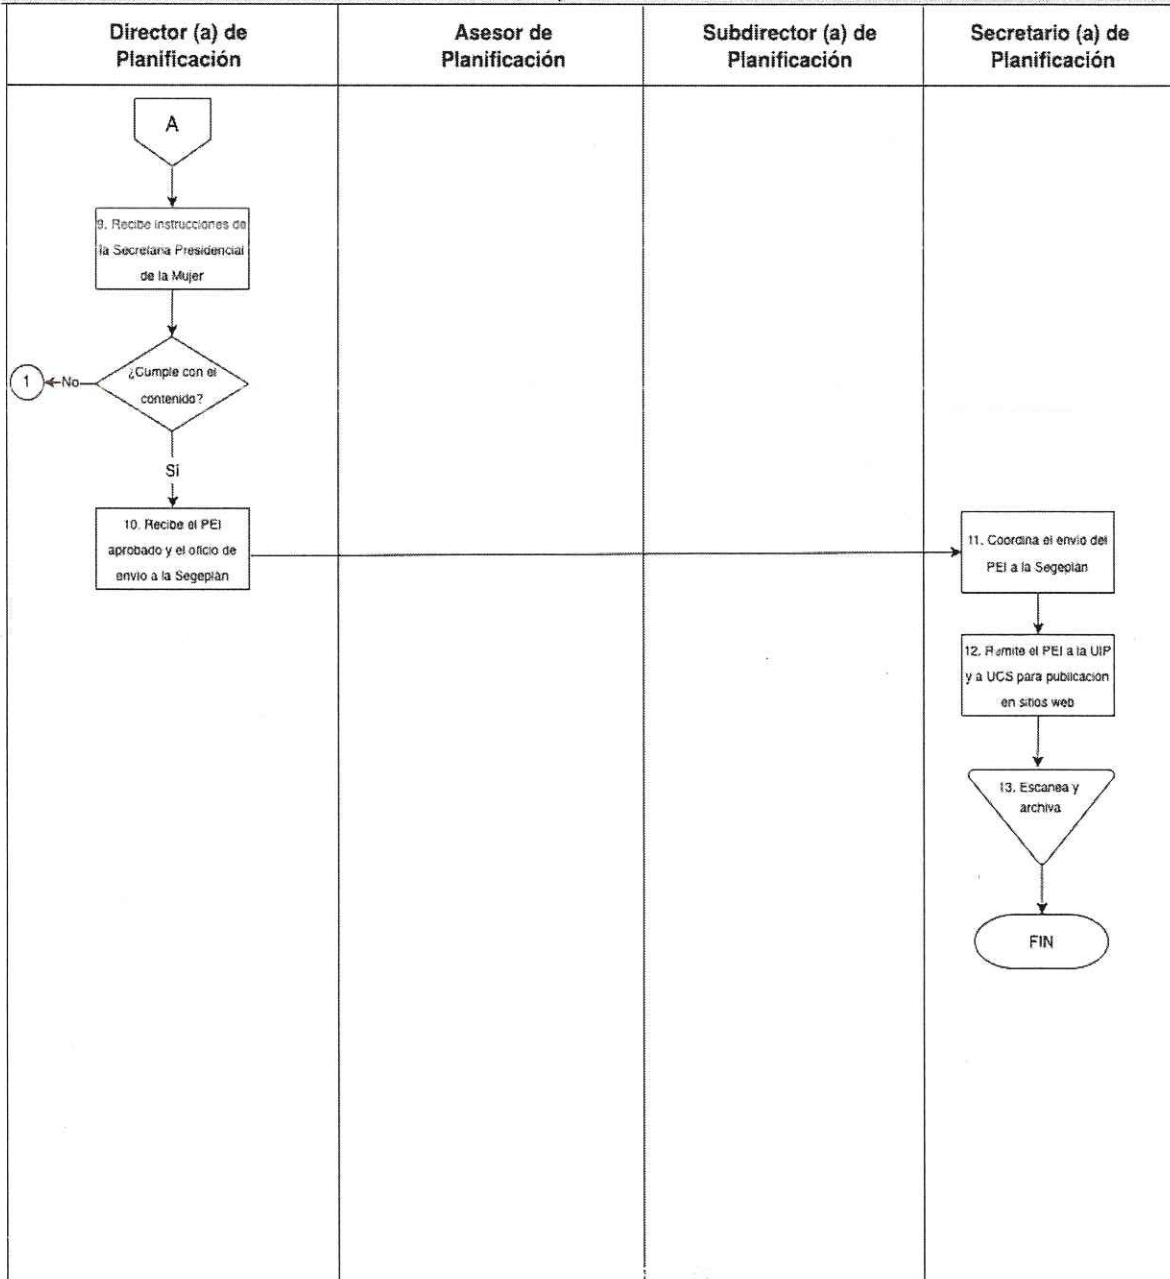 Director (a) de
Planificación
Asesor de
Planificación
Subdirector (a) de
Planificación
Secretario (a) de
Planificación
A
9. Recibe instrucciones de
la Secretaria Presidencial
de la Mujer
¿Cumple con el
contenido?
No
1
Si
10. Recibe el PEI
aprobado y el oficio de
envío a la Segeplán
11. Coordina el envío del
PEI a la Segeplán
12. Remite el PEI a la UIP
y a UCS para publicación
en sitios web
13. Escanea y
archiva
FIN